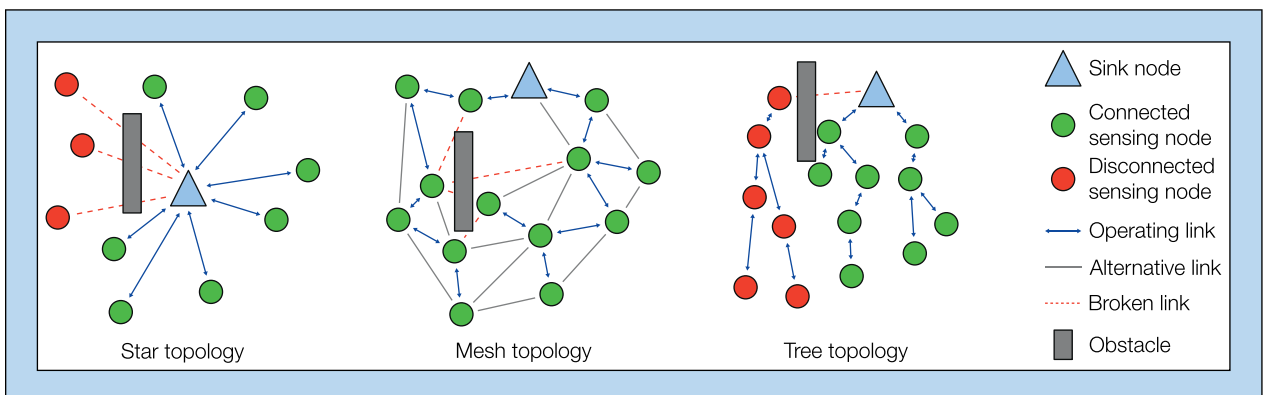 Star topology
Mesh topology
Tree topology
Sink node
Connected
sensing node
Disconnected
sensing node
Operating link
Alternative link
Broken link
Obstacle